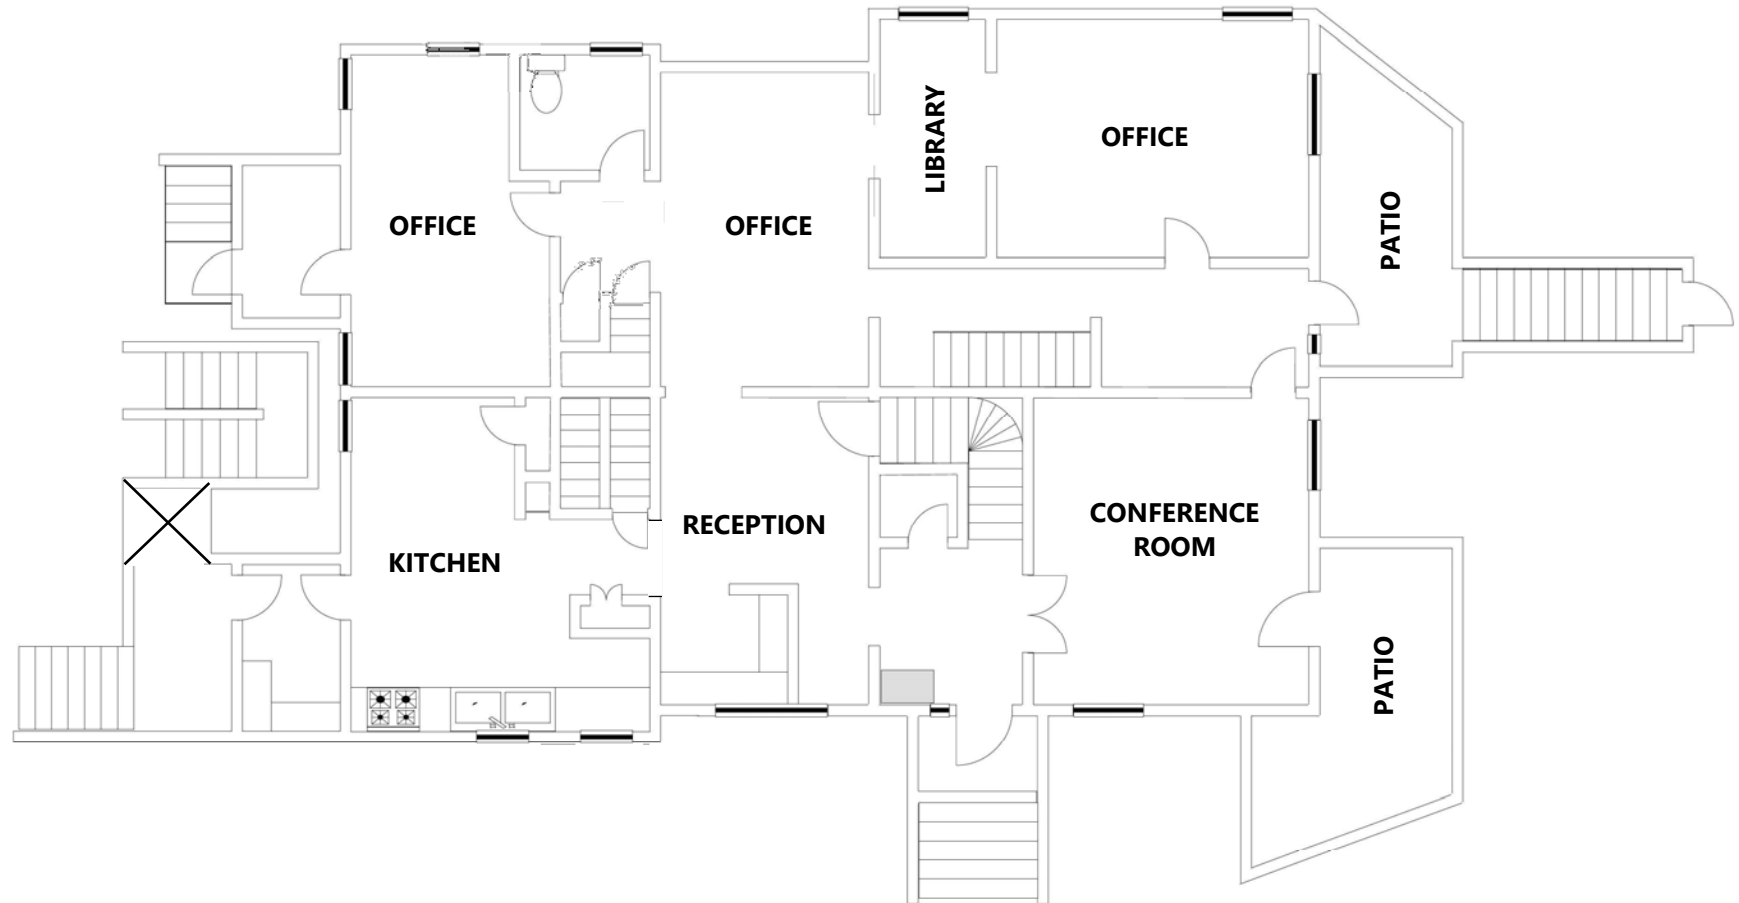 LIBRARY
OFFICE
PATIO
OFFICE
OFFICE
RECEPTION
CONFERENCE
ROOM
KITCHEN
PATIO